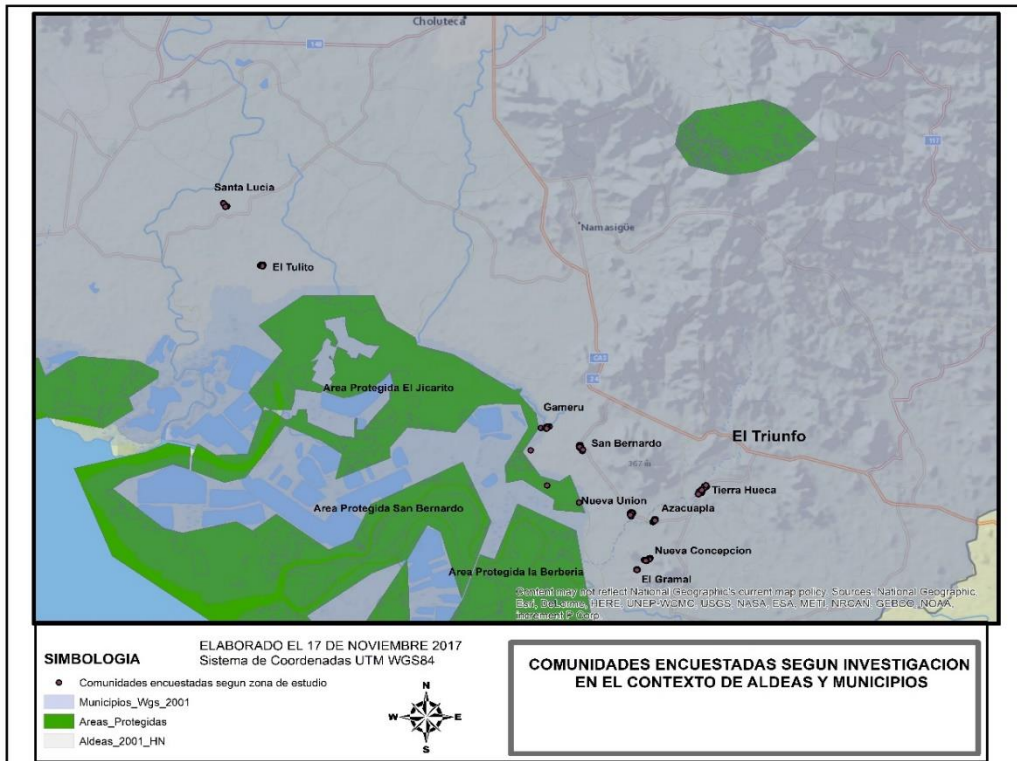 Choluteca
Santa Lucia
El Tulito
Namasigüe
CA3
24
Area Protegida El Jicarito
Gameru
San Bernardo
El Triunfo
Tierra Hueca
Nueva Union
Azacuapla
Area Protegida San Bernardo
Nueva Concepcion
Area Protegida la Berberia
El Gramal
Content may not reflect National Geographic's current map policy. Sources: National Geographic,
Esri, DeLorme, HERE, UNEP-WCMC, USGS, NASA, ESA, METI, NRCAN, GEBCO, NOAA,
increment P Corp.
SIMBOLOGIA
ELABORADO EL 17 DE NOVIEMBRE 2017
Sistema de Coordenadas UTM WGS84
Comunidades encuestadas segun zona de estudio
Municipios_Wgs_2001
Areas_Protegidas
Aldeas_2001_HN
N
W E
S
COMUNIDADES ENCUESTADAS SEGUN INVESTIGACION
EN EL CONTEXTO DE ALDEAS Y MUNICIPIOS